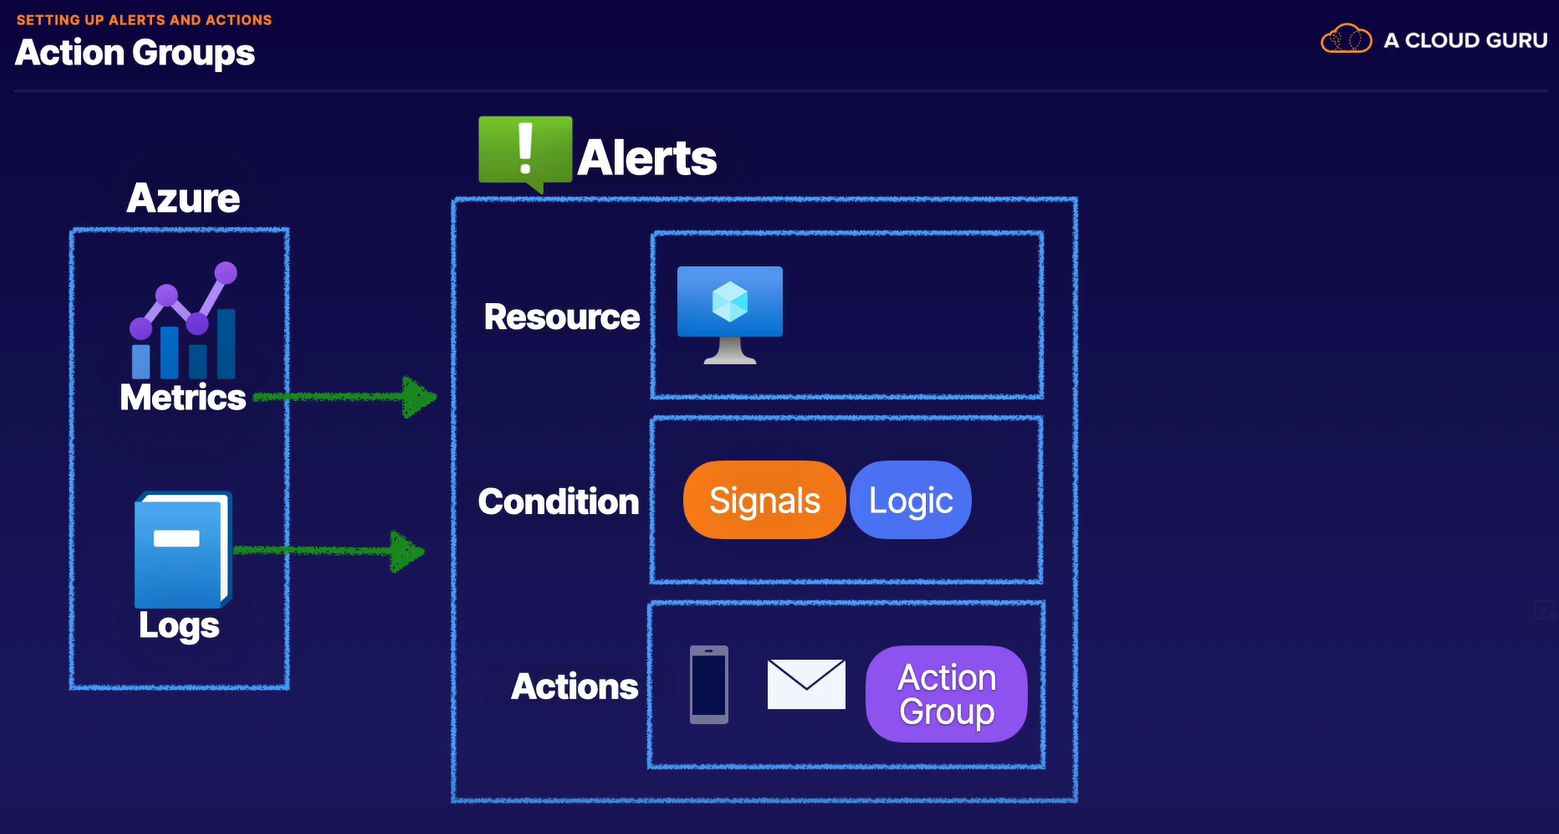 SETTING UP ALERTS AND ACTIONS
Action Groups
A CLOUD GURU
Azure
Metrics
Logs
! Alerts
Resource
Condition
Signals
Logic
Actions
Action
Group